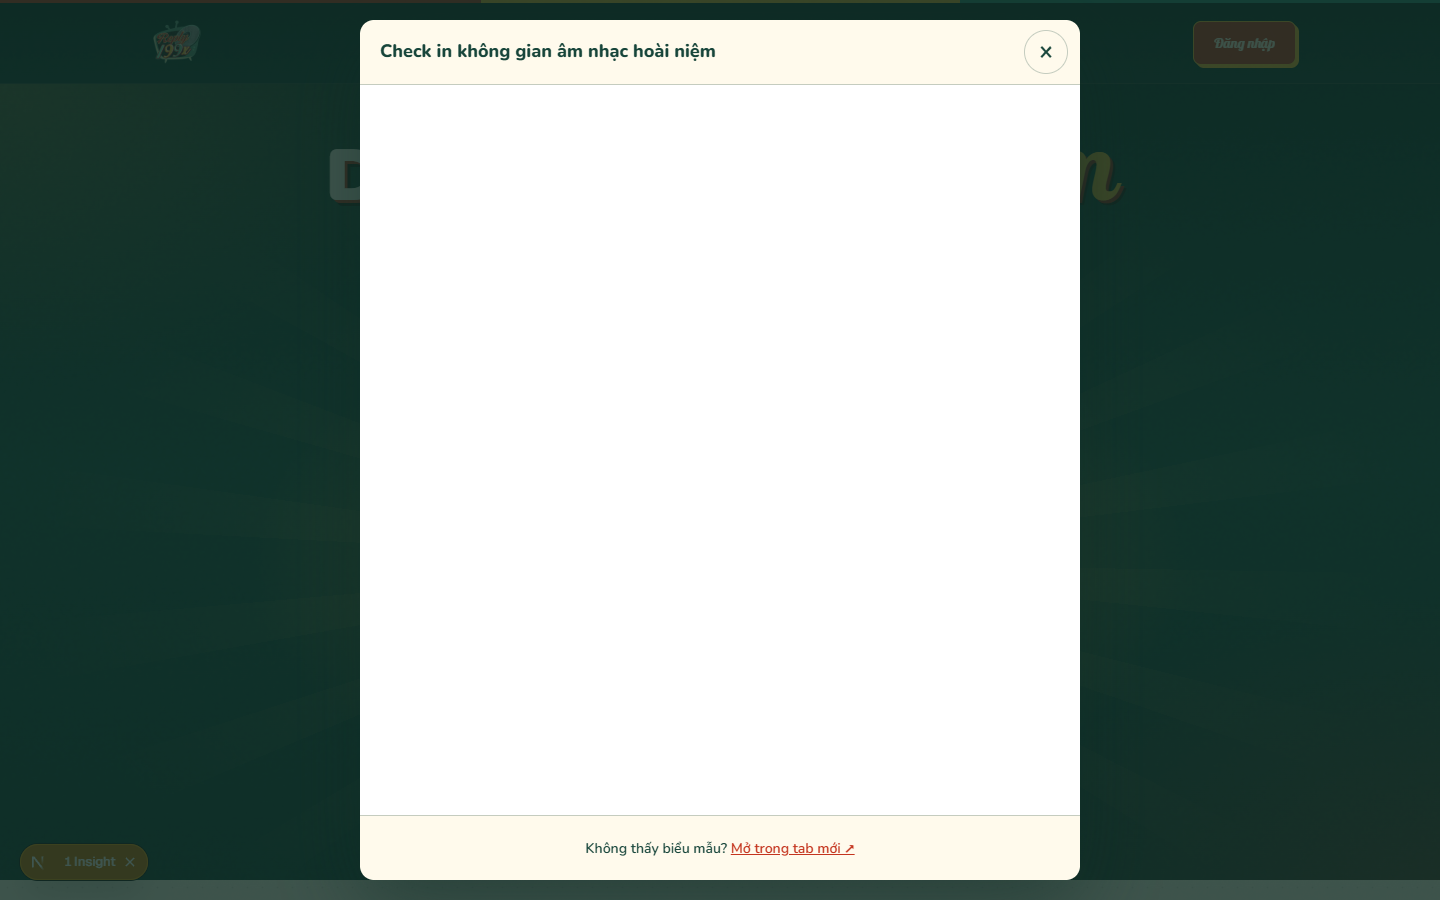 Check in không gian âm nhạc hoài niệm
×
Đăng nhập
1991
D
n
Không thấy biểu mẫu? Mở trong tab mới ↗
N 1 Insight ×